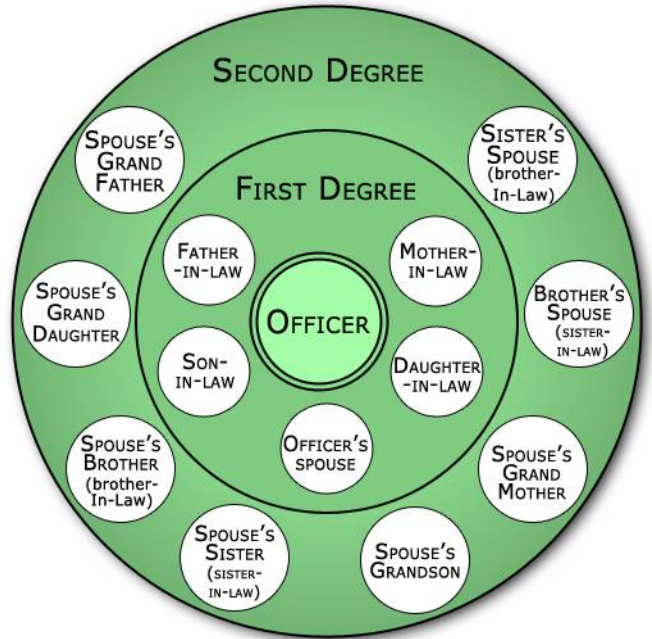 SECOND DEGREE
SPOUSE'S
GRAND
FATHER
SISTER'S
SPOUSE
(brother-
In-Law)
FIRST DEGREE
FATHER
-IN-LAW
MOTHER-
IN-LAW
SPOUSE'S
GRAND
DAUGHTER
OFFICER
BROTHER'S
SPOUSE
(SISTER-
IN-LAW)
SON-
IN-LAW
DAUGHTER
-IN-LAW
OFFICER'S
SPOUSE
SPOUSE'S
BROTHER
(brother-
In-Law)
SPOUSE'S
GRAND
MOTHER
SPOUSE'S
SISTER
(SISTER-
IN-LAW)
SPOUSE'S
GRANDSON